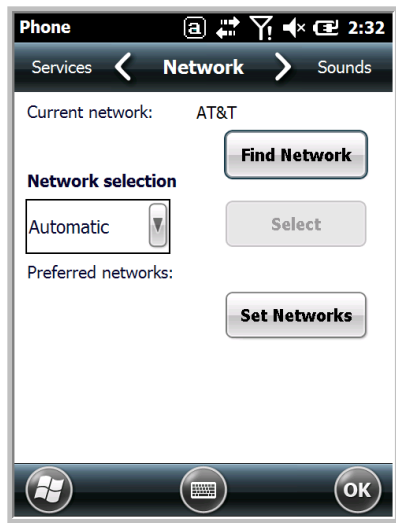 Phone a 2:32
Services Network Sounds
Current network: AT&T
Find Network
Network selection
Automatic Select
Preferred networks:
Set Networks
OK